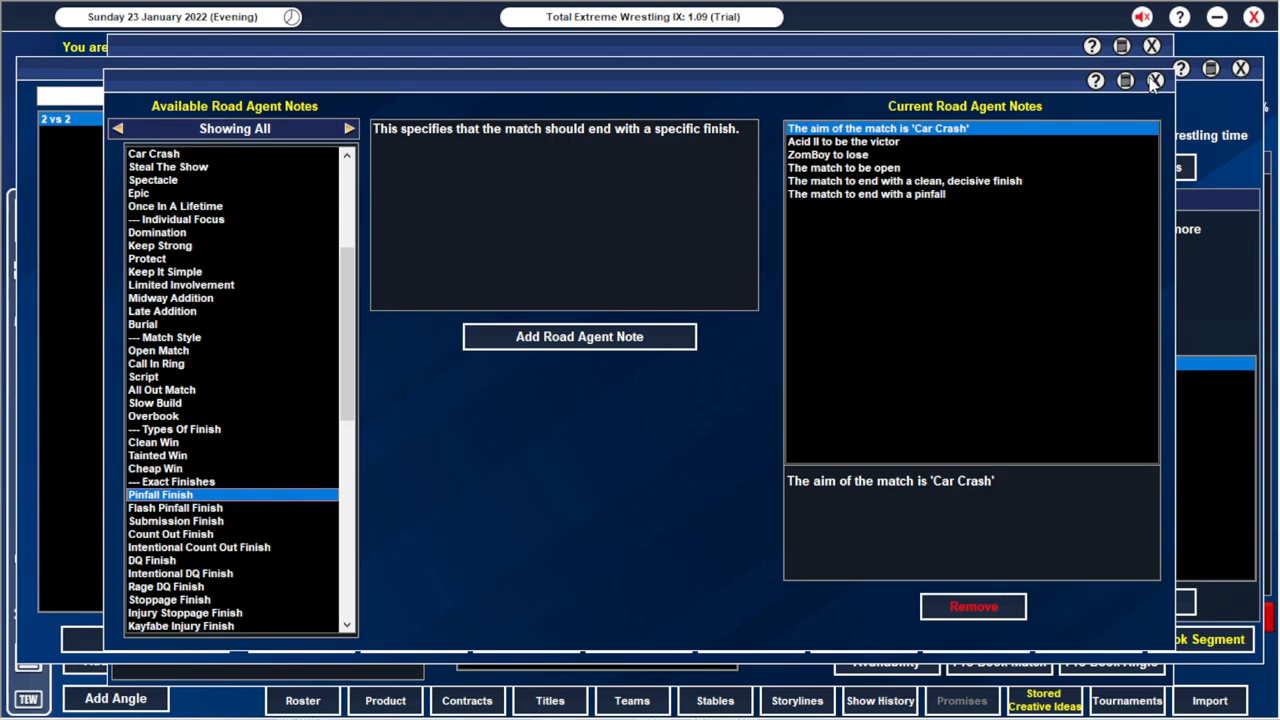 Sunday 23 January 2022 (Evening)
Total Extreme Wrestling IX: 1.09 (Trial)
You are
2 vs 2
Available Road Agent Notes
Showing All
Car Crash
Steal The Show
Spectacle
Epic
Once In A Lifetime
--- Individual Focus
Domination
Keep Strong
Protect
Keep It Simple
Limited Involvement
Midway Addition
Late Addition
Burial
--- Match Style
Open Match
Call In Ring
Script
All Out Match
Slow Build
Overbook
--- Types Of Finish
Clean Win
Tainted Win
Cheap Win
--- Exact Finishes
Pinfall Finish
Flash Pinfall Finish
Submission Finish
Count Out Finish
Intentional Count Out Finish
DQ Finish
Intentional DQ Finish
Rage DQ Finish
Stoppage Finish
Injury Stoppage Finish
Kayfabe Injury Finish
This specifies that the match should end with a specific finish.
Add Road Agent Note
Current Road Agent Notes
The aim of the match is 'Car Crash'
Acid II to be the victor
ZomBoy to lose
The match to be open
The match to end with a clean, decisive finish
The match to end with a pinfall
The aim of the match is 'Car Crash'
Remove
%
restling time
s
more
ok Segment
TEW
Add Angle
Roster
Product
Contracts
Titles
Teams
Stables
Storylines
Show History
Promises
Stored
Creative Ideas
Tournaments
Import